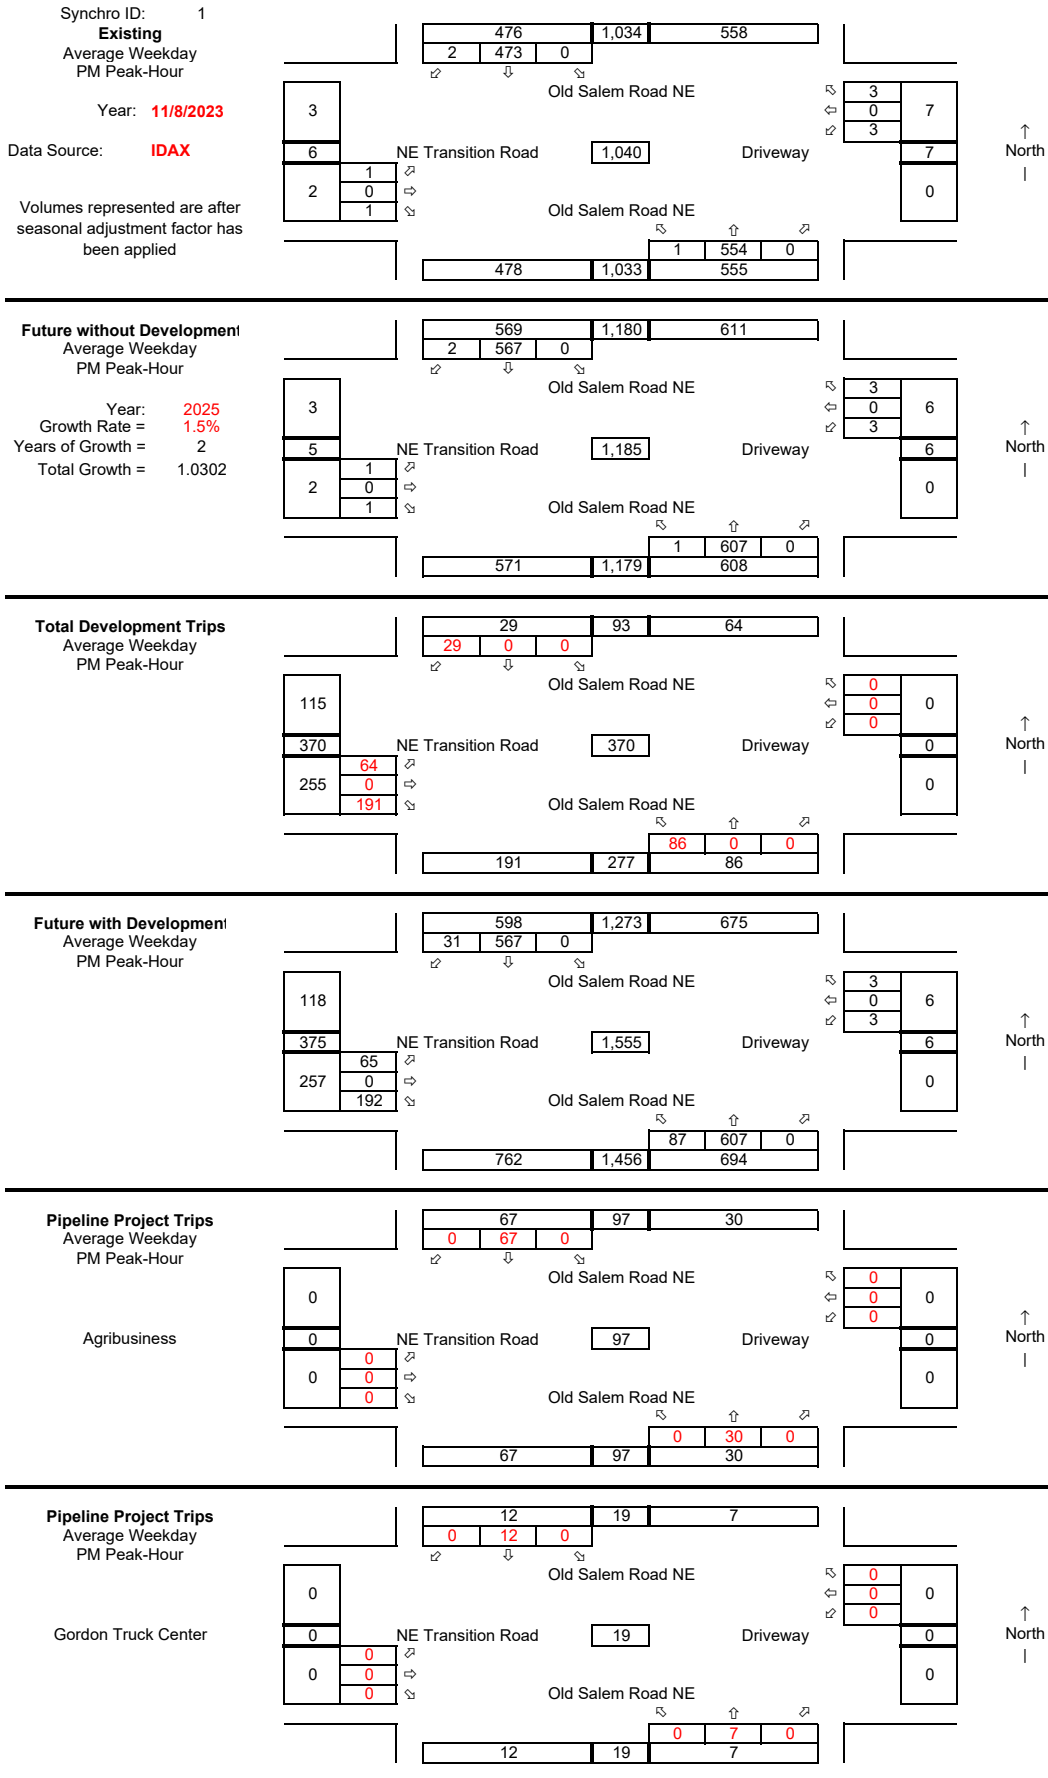 Synchro ID: 1
Existing
Average Weekday
PM Peak-Hour
Year: 11/8/2023
Data Source: IDAX
Volumes represented are after
seasonal adjustment factor has
been applied
476 1,034 558
2 473 0
⬃ ⇩ ⬂
Old Salem Road NE
3
6
2
NE Transition Road 1,040 Driveway
1 ⬀
0 ⇨
1 ⬂
⬁ 3
⇦ 0
⬃ 3
7
7
0
↑
North
|
Old Salem Road NE
⬁ ⇧ ⬀
1 554 0
478 1,033 555
Future without Development
Average Weekday
PM Peak-Hour
Year: 2025
Growth Rate = 1.5%
Years of Growth = 2
Total Growth = 1.0302
569 1,180 611
2 567 0
⬃ ⇩ ⬂
Old Salem Road NE
3
5
2
NE Transition Road 1,185 Driveway
1 ⬀
0 ⇨
1 ⬂
⬁ 3
⇦ 0
⬃ 3
6
6
0
↑
North
|
Old Salem Road NE
⬁ ⇧ ⬀
1 607 0
571 1,179 608
Total Development Trips
Average Weekday
PM Peak-Hour
29 93 64
29 0 0
⬃ ⇩ ⬂
Old Salem Road NE
115
370
255
NE Transition Road 370 Driveway
64 ⬀
0 ⇨
191 ⬂
⬁ 0
⇦ 0
⬃ 0
0
0
0
↑
North
|
Old Salem Road NE
⬁ ⇧ ⬀
86 0 0
191 277 86
Future with Development
Average Weekday
PM Peak-Hour
598 1,273 675
31 567 0
⬃ ⇩ ⬂
Old Salem Road NE
118
375
257
NE Transition Road 1,555 Driveway
65 ⬀
0 ⇨
192 ⬂
⬁ 3
⇦ 0
⬃ 3
6
6
0
↑
North
|
Old Salem Road NE
⬁ ⇧ ⬀
87 607 0
762 1,456 694
Pipeline Project Trips
Average Weekday
PM Peak-Hour
Agribusiness
67 97 30
0 67 0
⬃ ⇩ ⬂
Old Salem Road NE
0
0
0
NE Transition Road 97 Driveway
0 ⬀
0 ⇨
0 ⬂
⬁ 0
⇦ 0
⬃ 0
0
0
0
↑
North
|
Old Salem Road NE
⬁ ⇧ ⬀
0 30 0
67 97 30
Pipeline Project Trips
Average Weekday
PM Peak-Hour
Gordon Truck Center
12 19 7
0 12 0
⬃ ⇩ ⬂
Old Salem Road NE
0
0
0
NE Transition Road 19 Driveway
0 ⬀
0 ⇨
0 ⬂
⬁ 0
⇦ 0
⬃ 0
0
0
0
↑
North
|
Old Salem Road NE
⬁ ⇧ ⬀
0 7 0
12 19 7